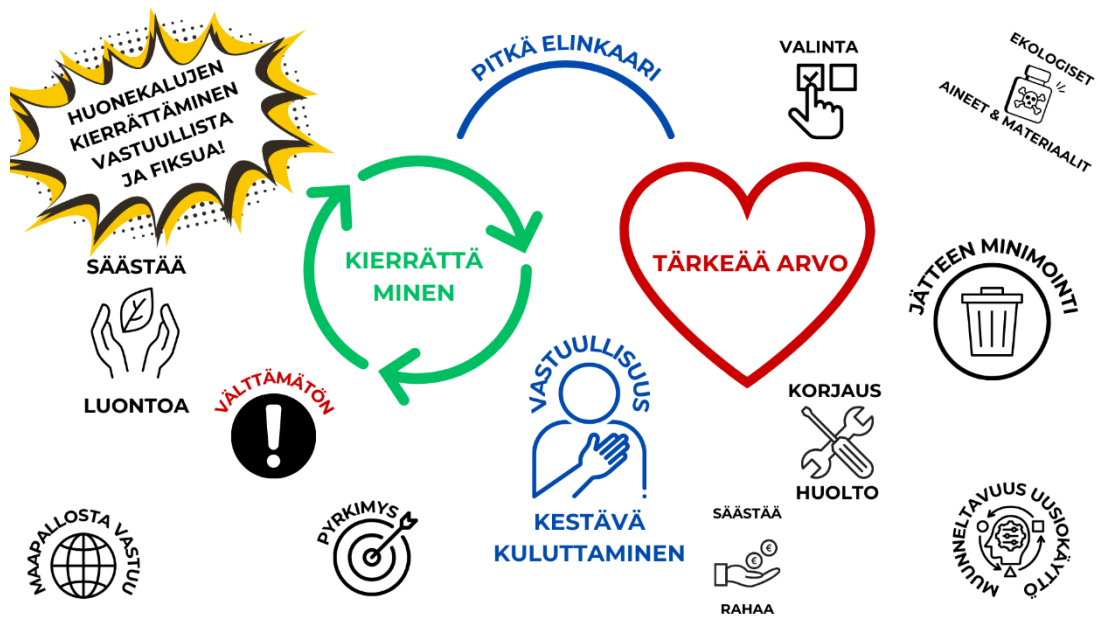 HUONEKALUJEN
KIERRÄTTÄMINEN
VASTUULLISTA
JA FIKSUA!
PITKÄ ELINKAARI
VALINTA
EKOLOGISET
AINEET & MATERIAALIT
KIERRÄTTÄ
MINEN
TÄRKEÄÄ ARVO
JÄTTEEN MINIMOINTI
SÄÄSTÄÄ
LUONTOA
VÄLTTÄMÄTÖN
VASTUULLISUUS
KESTÄVÄ
KULUTTAMINEN
KORJAUS
HUOLTO
MAAPALLOSTA VASTUU
PYRKIMYS
SÄÄSTÄÄ
€
€
RAHAA
MUUNNELTAVUUS UUSIOKÄYTTÖ